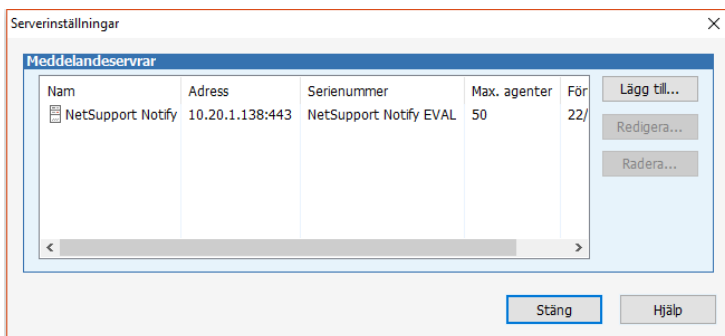 Serverinställningar
Meddelandeservrar
Nam Adress Serienummer Max. agenter För
NetSupport Notify 10.20.1.138:443 NetSupport Notify EVAL 50 22/
Lägg till...
Redigera...
Radera...
Stäng Hjälp